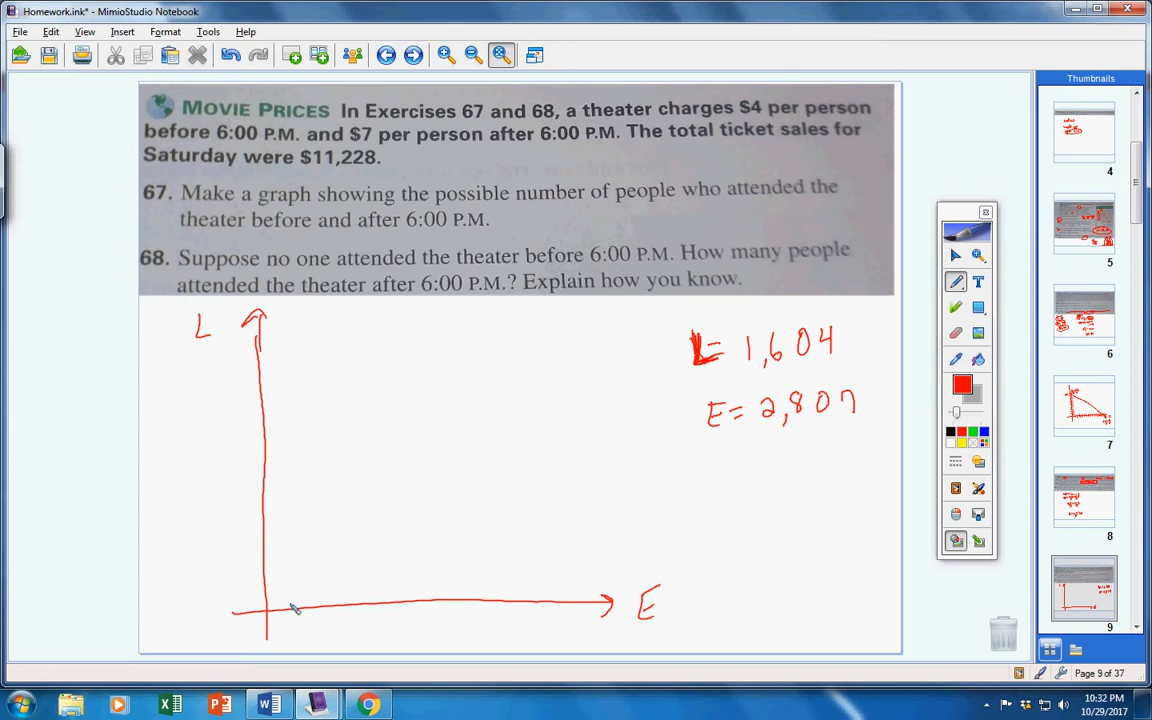 Homework.ink* - MimioStudio Notebook
File Edit View Insert Format Tools Help
MOVIE PRICES In Exercises 67 and 68, a theater charges $4 per person
before 6:00 P.M. and $7 per person after 6:00 P.M. The total ticket sales for
Saturday were $11,228.
67. Make a graph showing the possible number of people who attended the
theater before and after 6:00 P.M.
68. Suppose no one attended the theater before 6:00 P.M. How many people
attended the theater after 6:00 P.M.? Explain how you know.
L
L= 1,604
E= 2,807
E
Thumbnails
4
5
6
7
8
9
T
Page 9 of 37
10:32 PM
10/29/2017